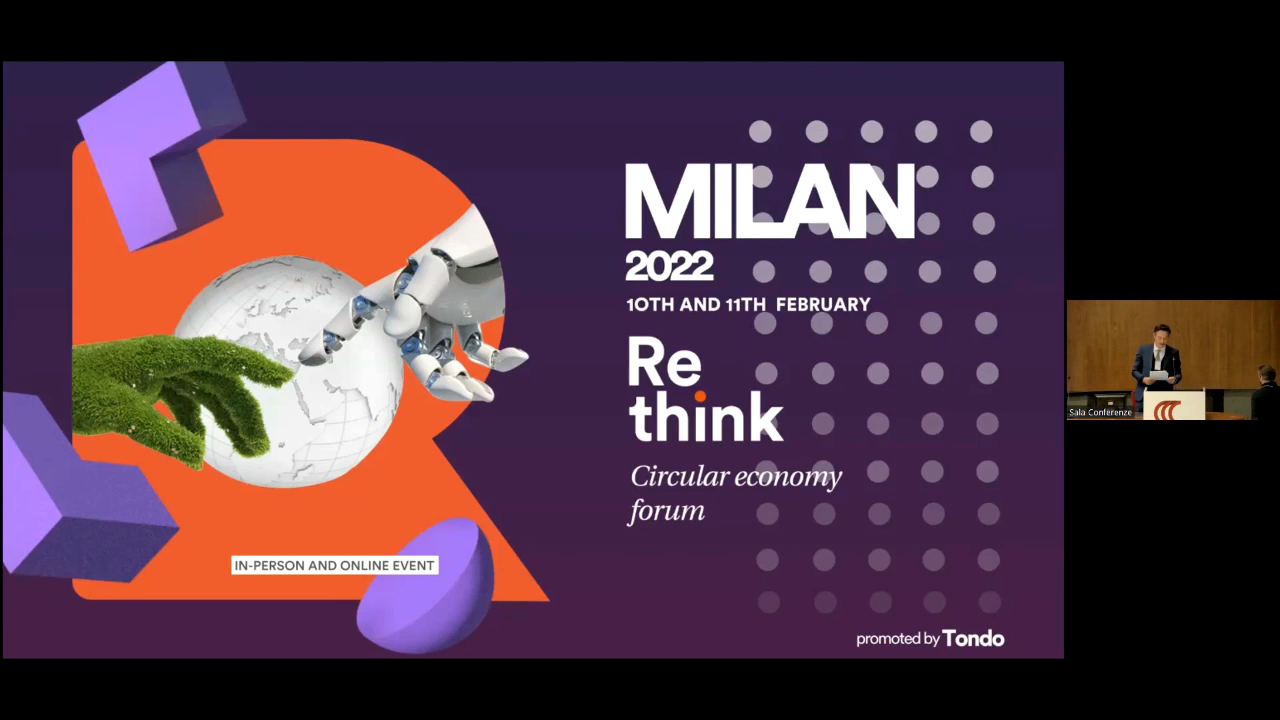 MILAN
2022
10TH AND 11TH FEBRUARY
Re
think
Circular economy
forum
IN-PERSON AND ONLINE EVENT
promoted by Tondo
Sala Conferenze